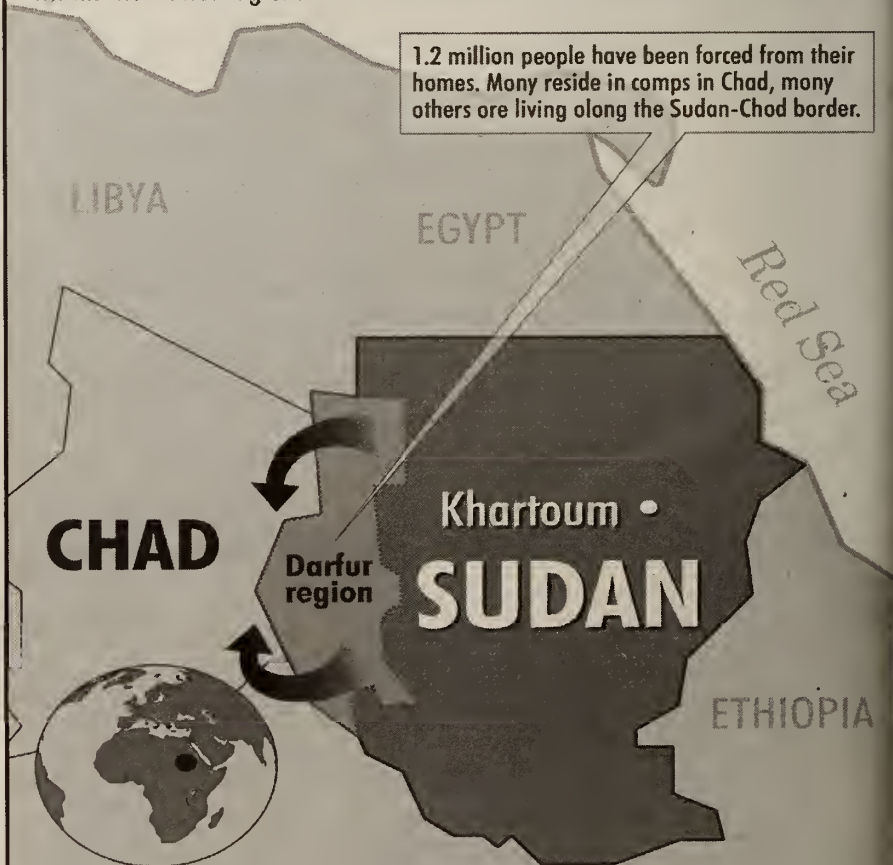 1.2 million people have been forced from their
homes. Mony reside in comps in Chad, mony
others ore living olong the Sudan-Chod border.
LIBYA
EGYPT
Red Sea
Khartoum
CHAD
Darfur
region
SUDAN
ETHIOPIA